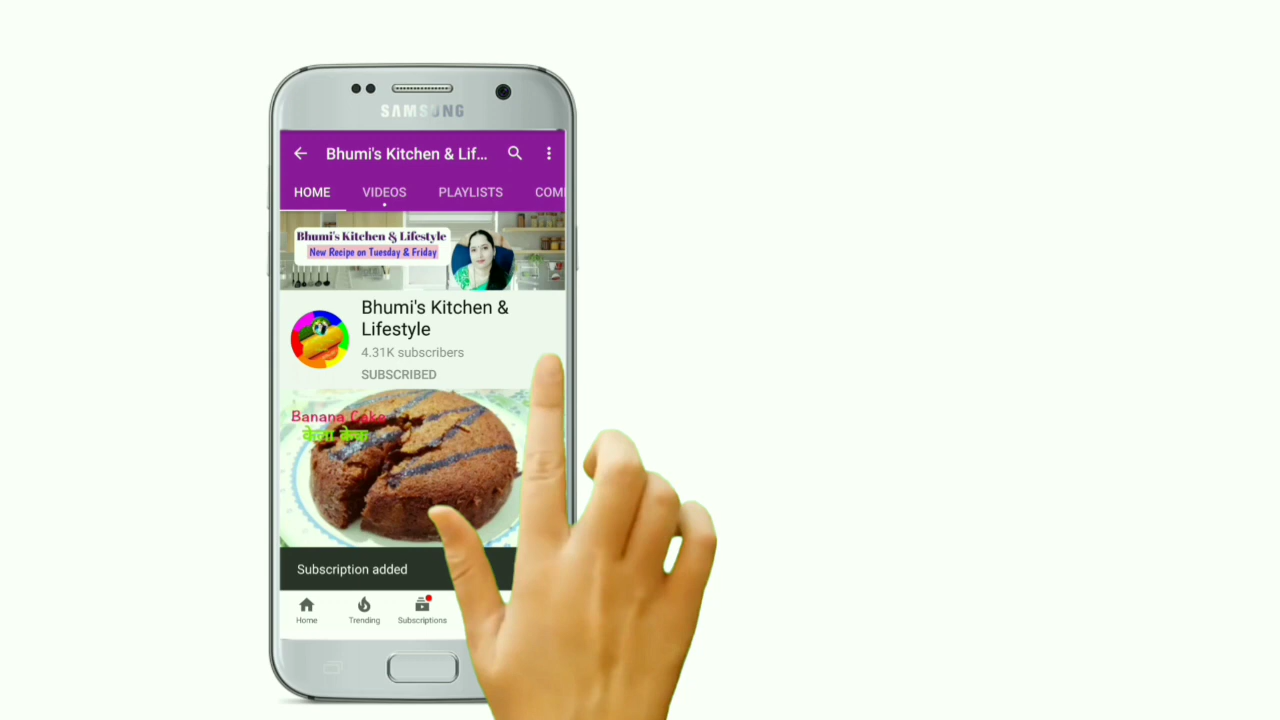 SAMSUNG
Bhumi's Kitchen & Lif...
HOME VIDEOS PLAYLISTS COM
Bhumi's Kitchen & Lifestyle
New Recipe on Tuesday & Friday
Bhumi's Kitchen &
Lifestyle
4.31K subscribers
SUBSCRIBED
Banana Cake
केला केक
Subscription added
Home Trending Subscriptions